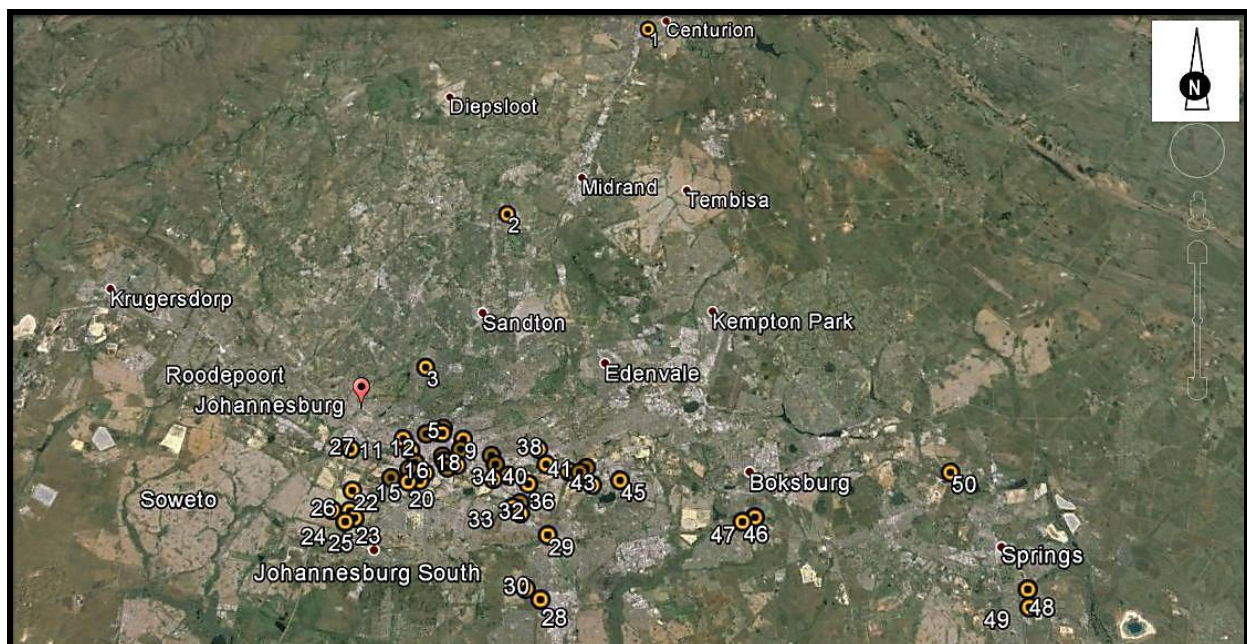 1
Centurion
N
Diepsloot
Midrand
Tembisa
2
Krugersdorp
Sandton
Kempton Park
Roodepoort
3
Edenvale
Johannesburg
5
27
11
12
9
38
18
16
34
40
41
43
15
20
45
Boksburg
50
Soweto
22
26
36
33
32
24
25
23
47
46
29
Springs
Johannesburg South
30
28
49
48